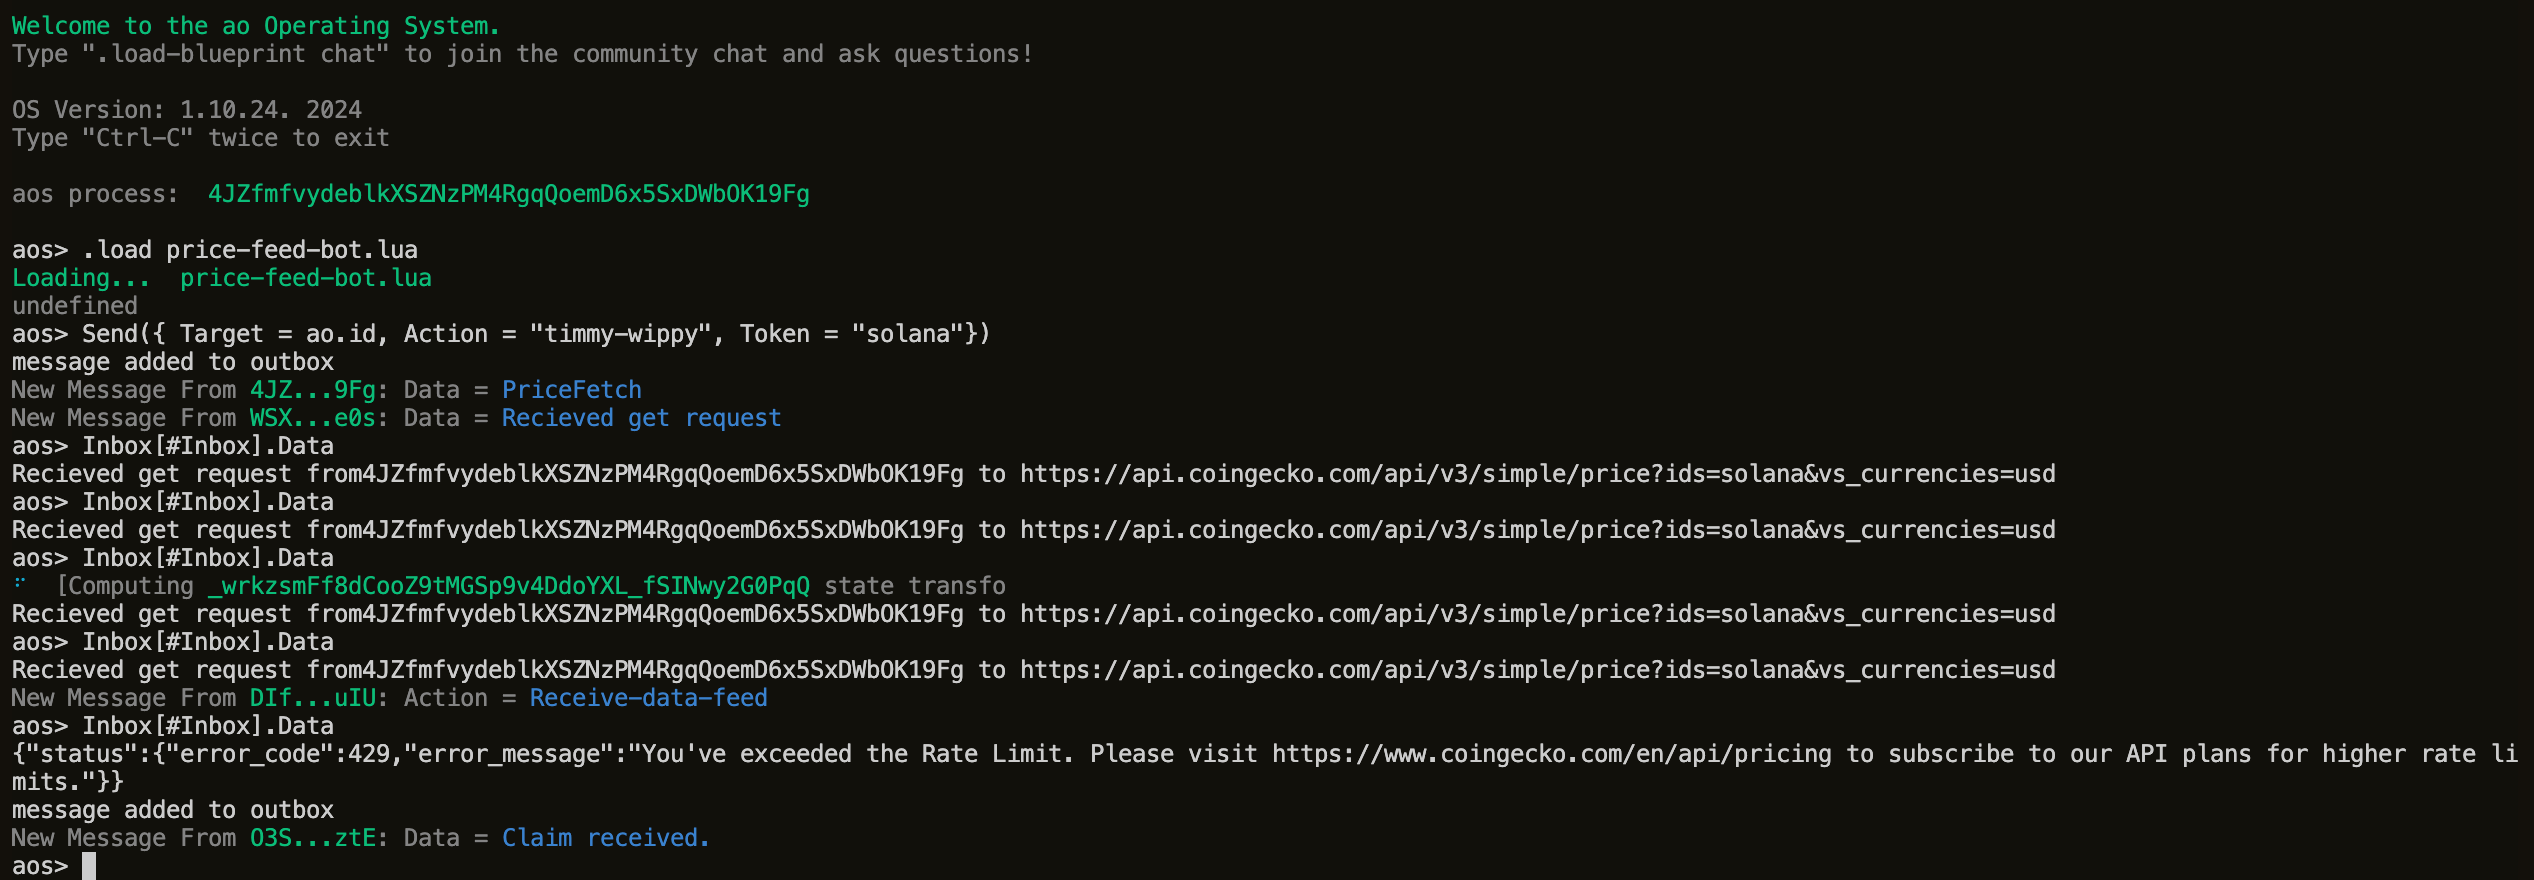 Welcome to the ao Operating System.
Type ".load-blueprint chat" to join the community chat and ask questions!
OS Version: 1.10.24. 2024
Type "Ctrl-C" twice to exit
aos process:  4JZfmfvydeblkXSZNzPM4RgqQoemD6x5SxDWbOK19Fg
aos> .load price-feed-bot.lua
Loading...  price-feed-bot.lua
undefined
aos> Send({ Target = ao.id, Action = "timmy-wippy", Token = "solana"})
message added to outbox
New Message From 4JZ...9Fg: Data = PriceFetch
New Message From WSX...e0s: Data = Recieved get request
aos> Inbox[#Inbox].Data
Recieved get request from4JZfmfvydeblkXSZNzPM4RgqQoemD6x5SxDWbOK19Fg to https://api.coingecko.com/api/v3/simple/price?ids=solana&vs_currencies=usd
aos> Inbox[#Inbox].Data
Recieved get request from4JZfmfvydeblkXSZNzPM4RgqQoemD6x5SxDWbOK19Fg to https://api.coingecko.com/api/v3/simple/price?ids=solana&vs_currencies=usd
aos> Inbox[#Inbox].Data
⠋  [Computing _wrkzsmFf8dCooZ9tMGSp9v4DdoYXL_fSINwy2G0PqQ state transfo
Recieved get request from4JZfmfvydeblkXSZNzPM4RgqQoemD6x5SxDWbOK19Fg to https://api.coingecko.com/api/v3/simple/price?ids=solana&vs_currencies=usd
aos> Inbox[#Inbox].Data
Recieved get request from4JZfmfvydeblkXSZNzPM4RgqQoemD6x5SxDWbOK19Fg to https://api.coingecko.com/api/v3/simple/price?ids=solana&vs_currencies=usd
New Message From DIf...uIU: Action = Receive-data-feed
aos> Inbox[#Inbox].Data
{"status":{"error_code":429,"error_message":"You've exceeded the Rate Limit. Please visit https://www.coingecko.com/en/api/pricing to subscribe to our API plans for higher rate li
mits."}}
message added to outbox
New Message From O3S...ztE: Data = Claim received.
aos>